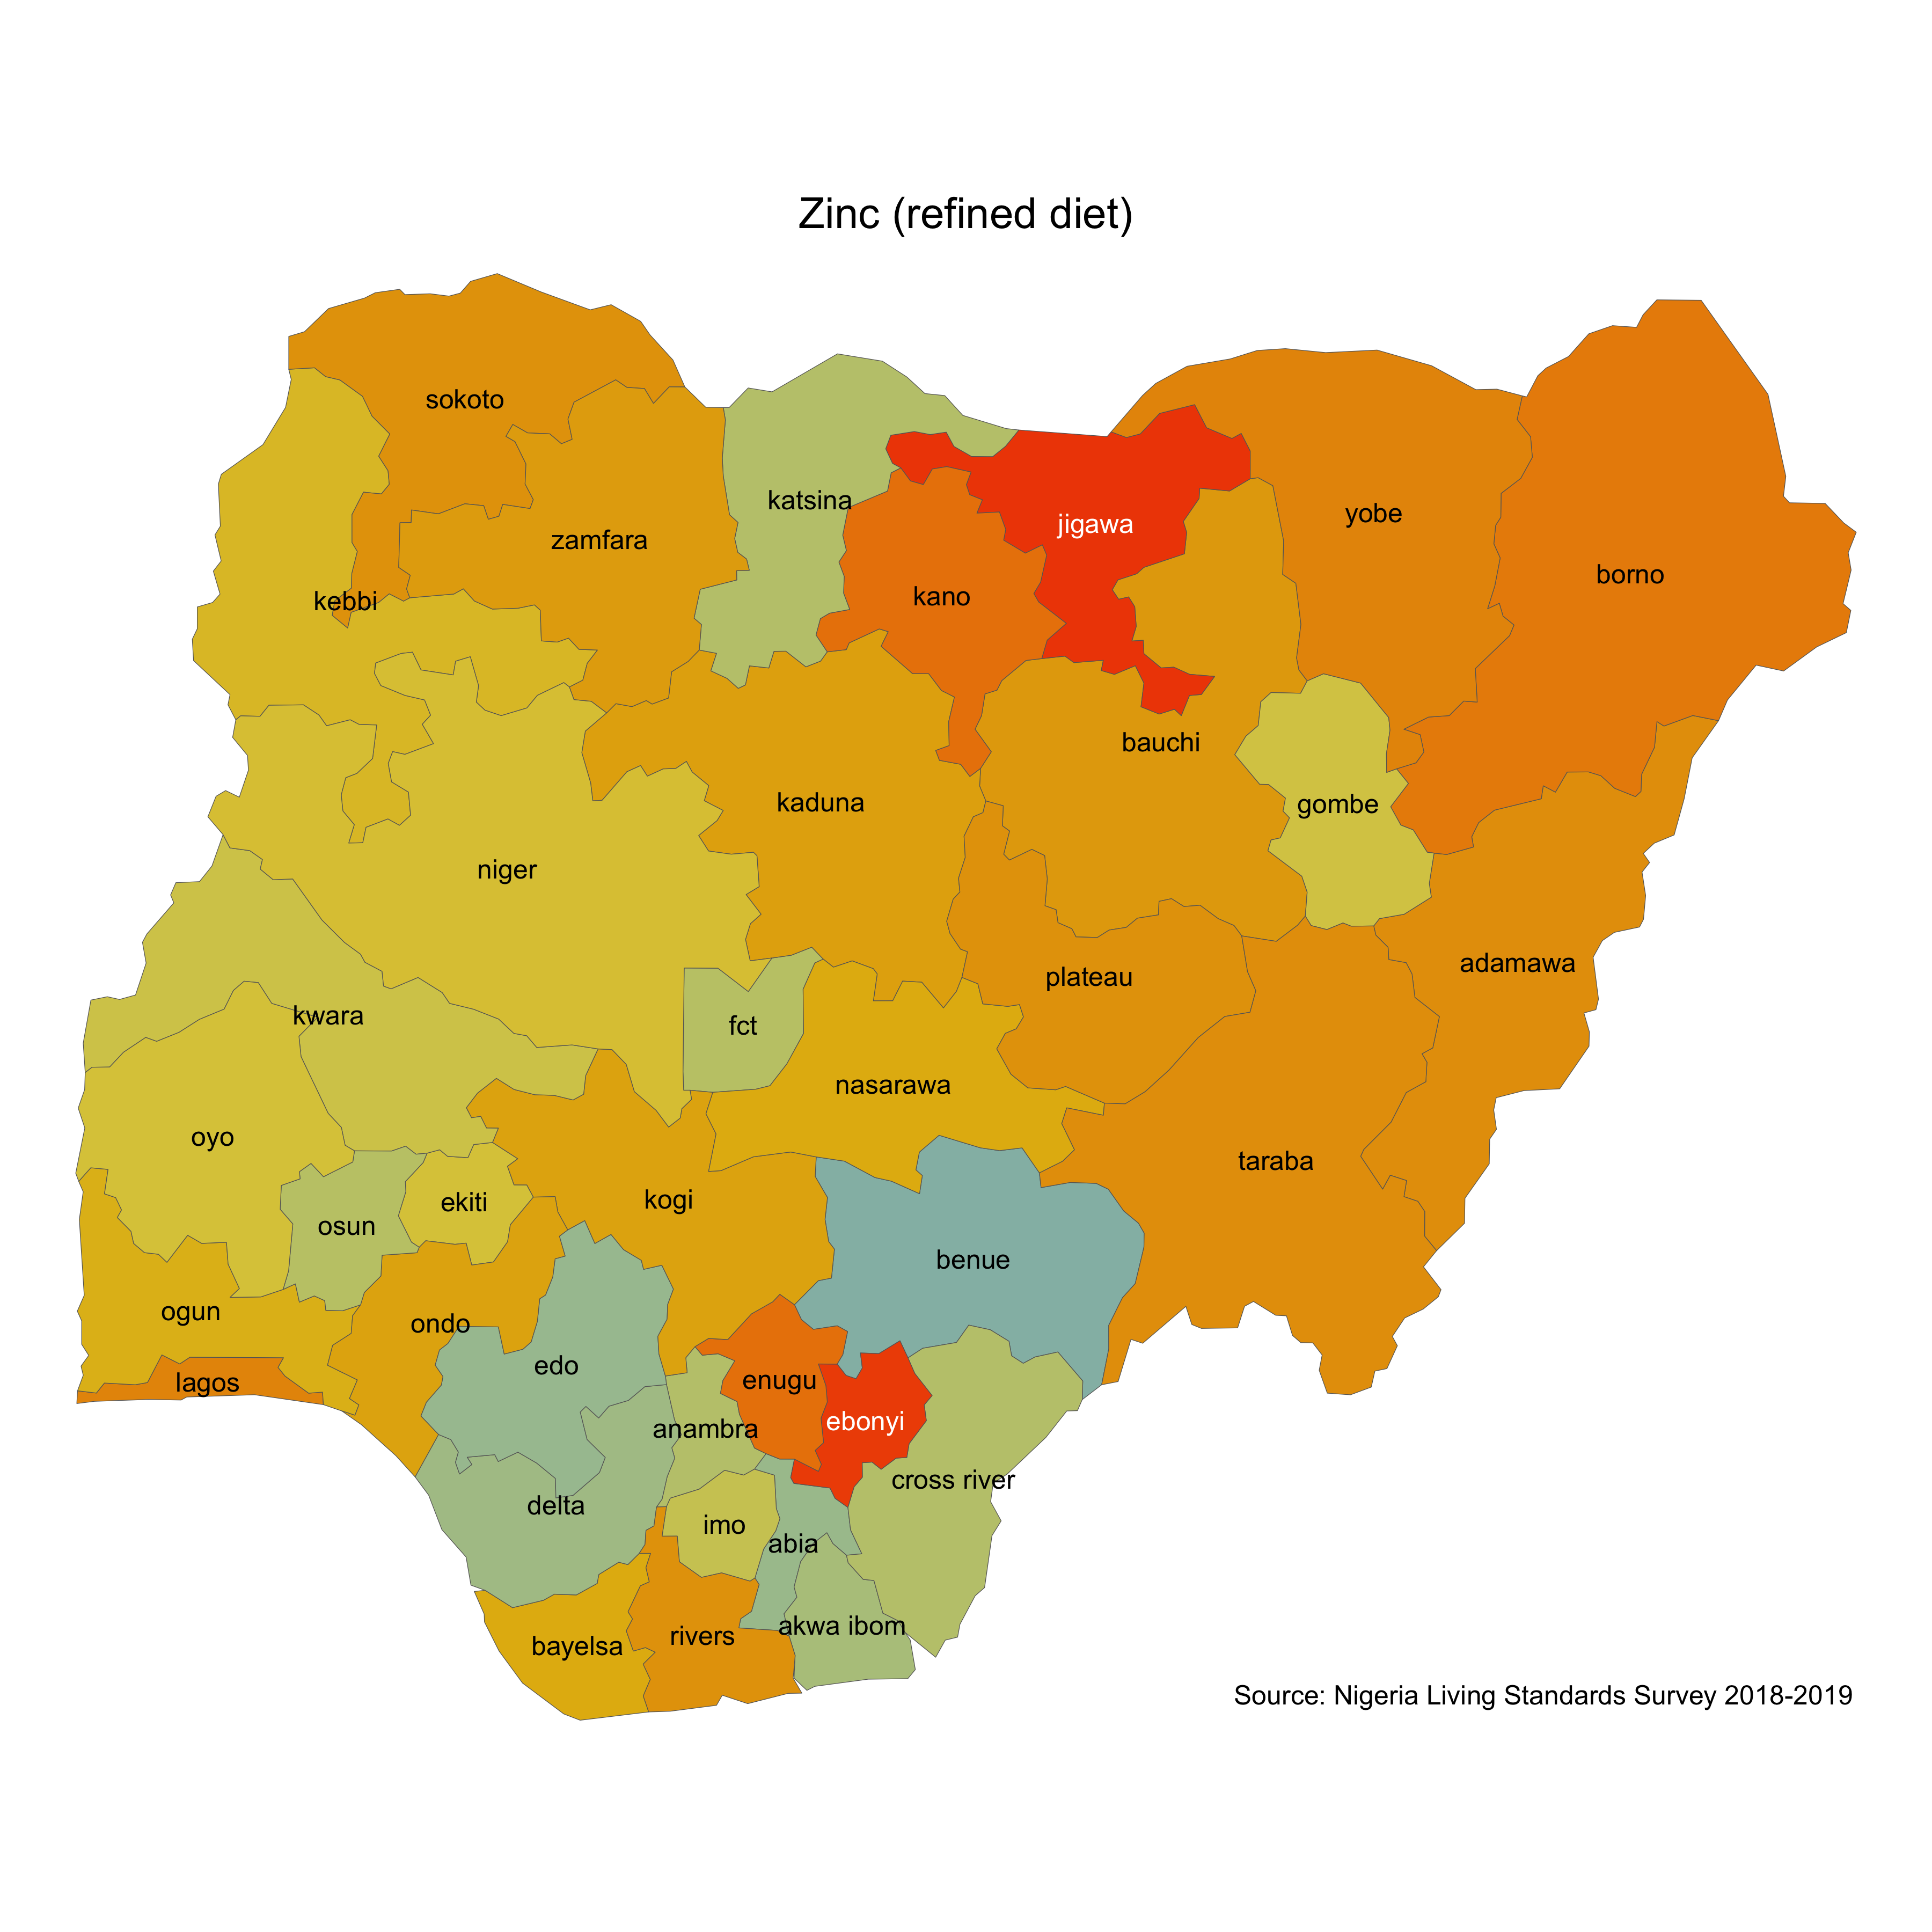 Zinc (refined diet)
sokoto
katsina
yobe
jigawa
zamfara
borno
kano
kebbi
bauchi
kaduna
gombe
niger
adamawa
plateau
kwara
fct
nasarawa
oyo
taraba
kogi
ekiti
osun
benue
ogun
ondo
edo
enugu
lagos
ebonyi
anambra
cross river
delta
imo
abia
akwa ibom
rivers
bayelsa
Source: Nigeria Living Standards Survey 2018-2019